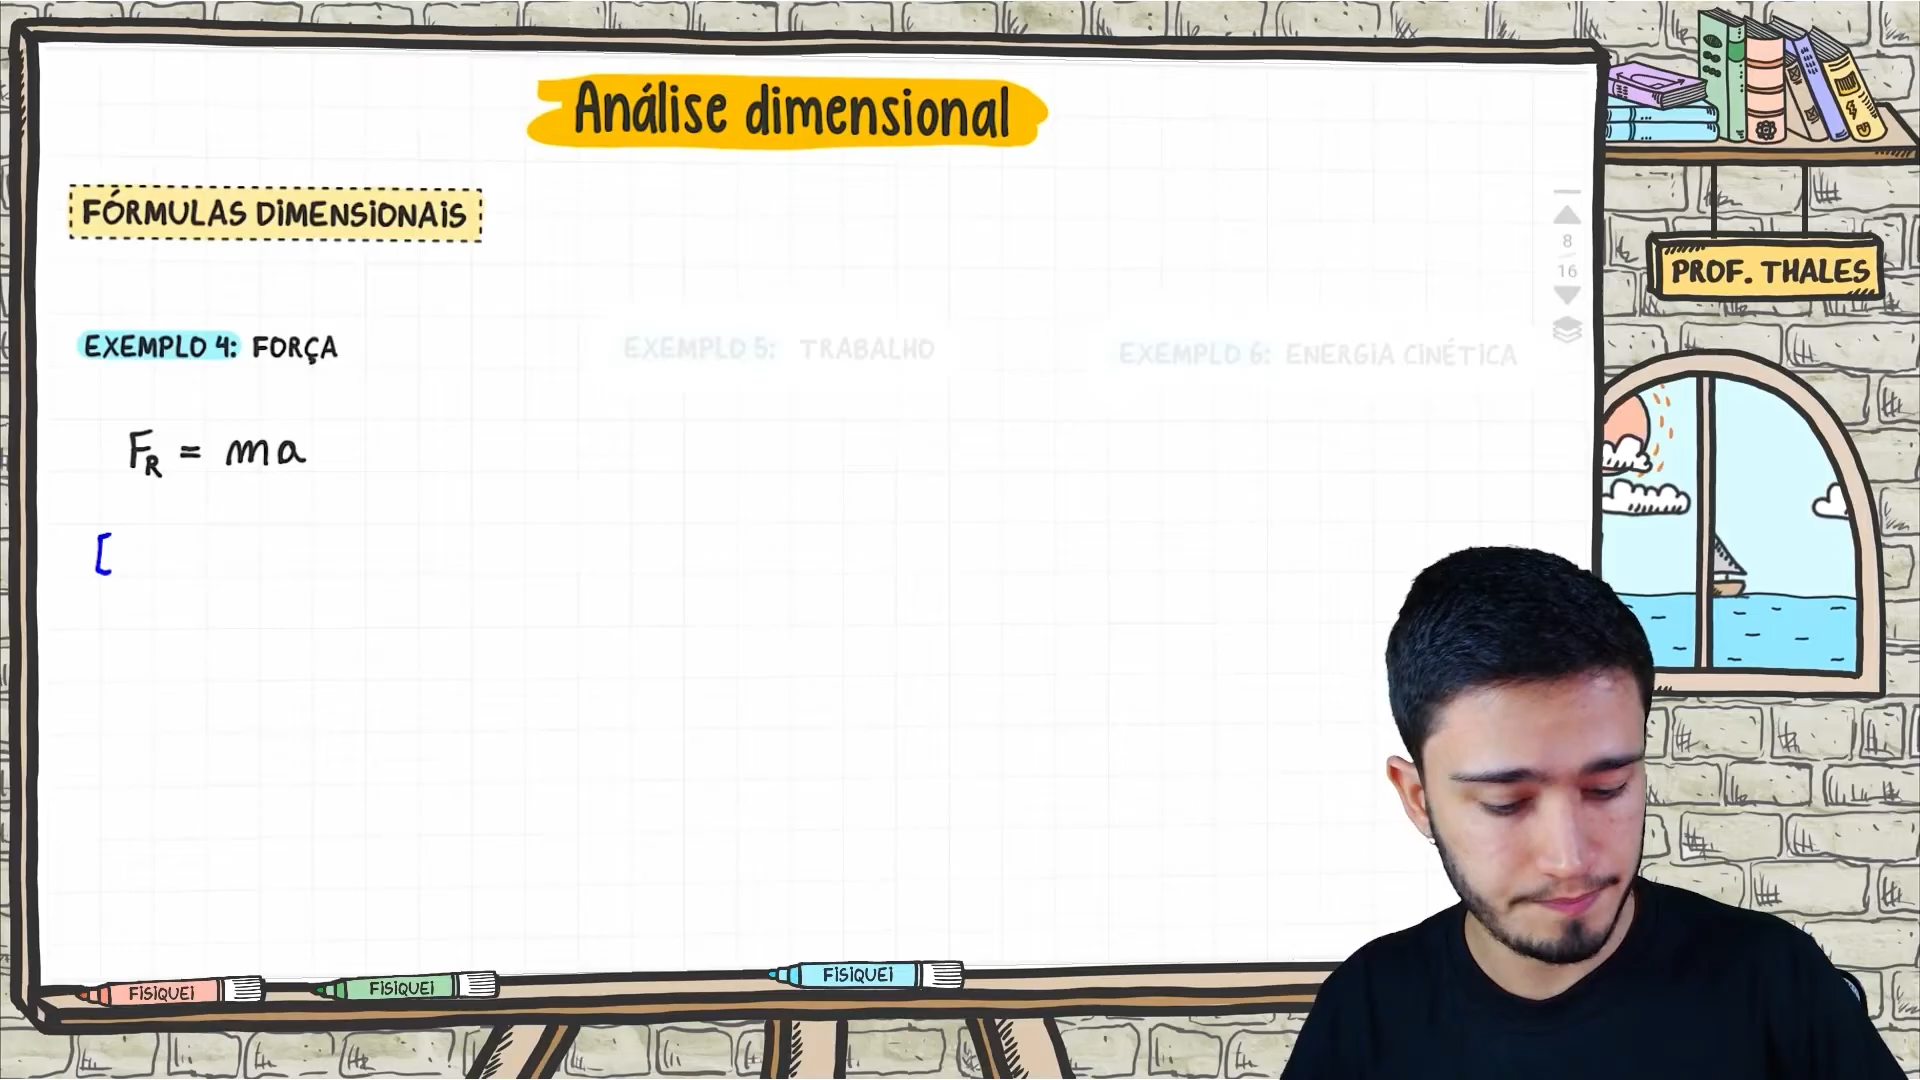 Análise dimensional
FÓRMULAS DIMENSIONAIS
8
16
PROF. THALES
EXEMPLO 4: FORÇA
EXEMPLO 5: TRABALHO
EXEMPLO 6: ENERGIA CINÉTICA
F_R = ma
[
FISIQUEI
FISIQUEI
FISIQUEI